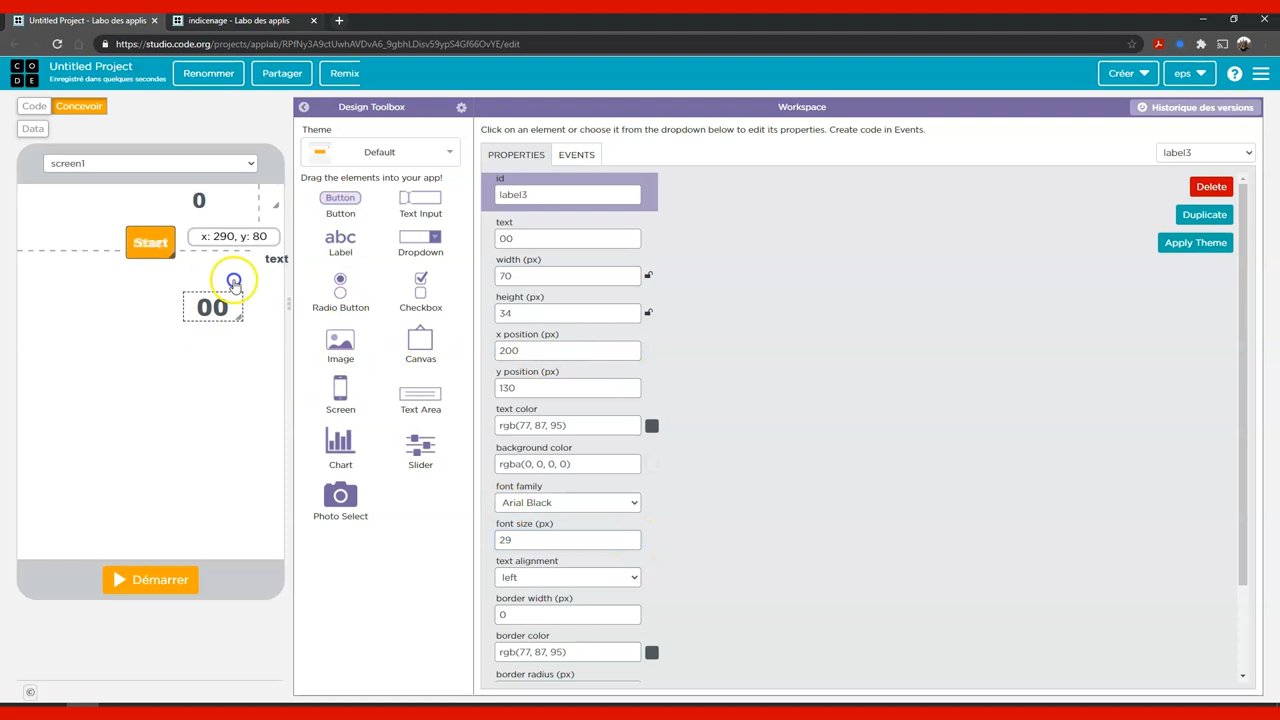 Untitled Project - Labo des applis
indicenage - Labo des applis
https://studio.code.org/projects/applab/RPfNy3A9ctUwhAVDvA6_9gbhLDisv59ypS4Gf66OvYE/edit
CODE
Untitled Project
Enregistré dans quelques secondes
Renommer
Partager
Remix
Créer
eps
Code
Concevoir
Data
Design Toolbox
Workspace
Historique des versions
screen1
0
Start
x: 290, y: 80
text
00
Démarrer
Theme
Default
Drag the elements into your app!
Button
Button
Text Input
abc
Label
Dropdown
Radio Button
Checkbox
Image
Canvas
Screen
Text Area
Chart
Slider
Photo Select
Click on an element or choose it from the dropdown below to edit its properties. Create code in Events.
PROPERTIES
EVENTS
label3
Delete
Duplicate
Apply Theme
id
label3
text
00
width (px)
70
height (px)
34
x position (px)
200
y position (px)
130
text color
rgb(77, 87, 95)
background color
rgba(0, 0, 0, 0)
font family
Arial Black
font size (px)
29
text alignment
left
border width (px)
0
border color
rgb(77, 87, 95)
border radius (px)
©